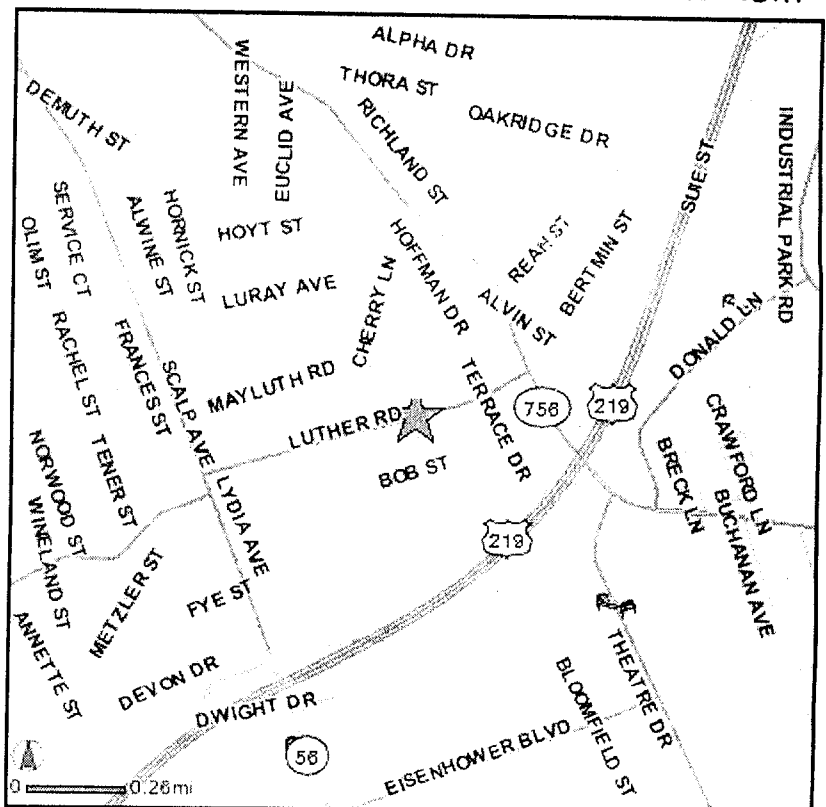 ALPHA DR
THORA ST
OAKRIDGE DR
WESTERN AVE
EUCLID AVE
RICHLAND ST
DEMUTH ST
INDUSTRIAL PARK RD
SERVICE CT
OLIM ST
ALWINE ST
HORNICK ST
HOYT ST
LURAY AVE
CHERRY LN
HOFFMAN DR
REAH ST
BERTMIN ST
ALVIN ST
DONALD LN
RACHEL ST
FRANCES ST
SCALP AVE
MAYLUTH RD
LUTHER RD
TERRACE DR
756
219
BOB ST
CRAWFORD LN
BRECK LN
BUCHANAN AVE
NORWOOD ST
TENER ST
WINELAND ST
LYDIA AVE
219
METZLER ST
FYE ST
ANNETTE ST
DEVON DR
DWIGHT DR
THEATRE DR
BLOOMFIELD ST
EISENHOWER BLVD
56
0 0.26mi